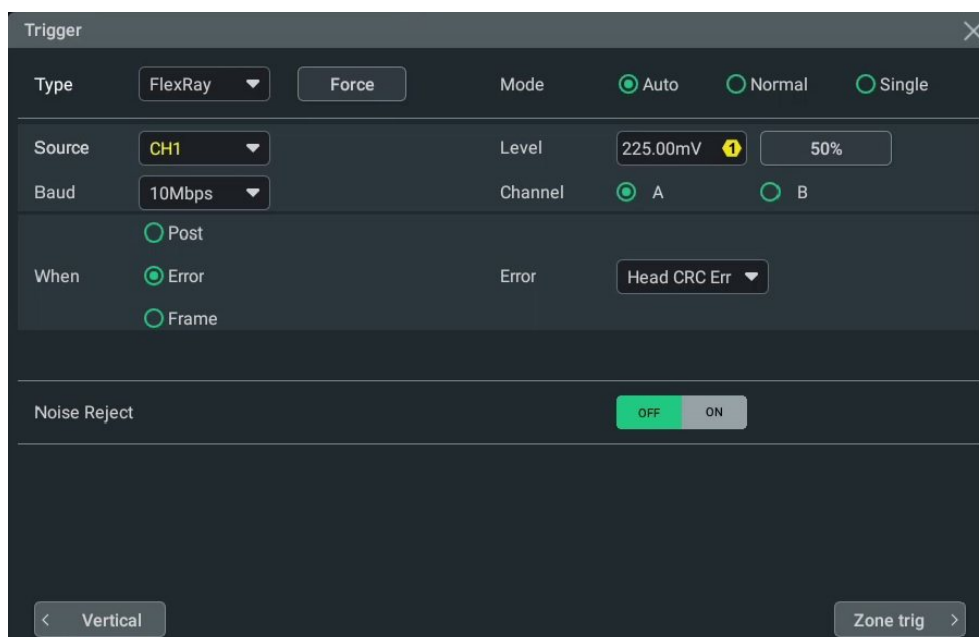 Trigger
Type FlexRay Force Mode Auto Normal Single
Source CH1 Level 225.00mV 1 50%
Baud 10Mbps Channel A B
Post
When Error Error Head CRC Err
Frame
Noise Reject OFF ON
< Vertical Zone trig >